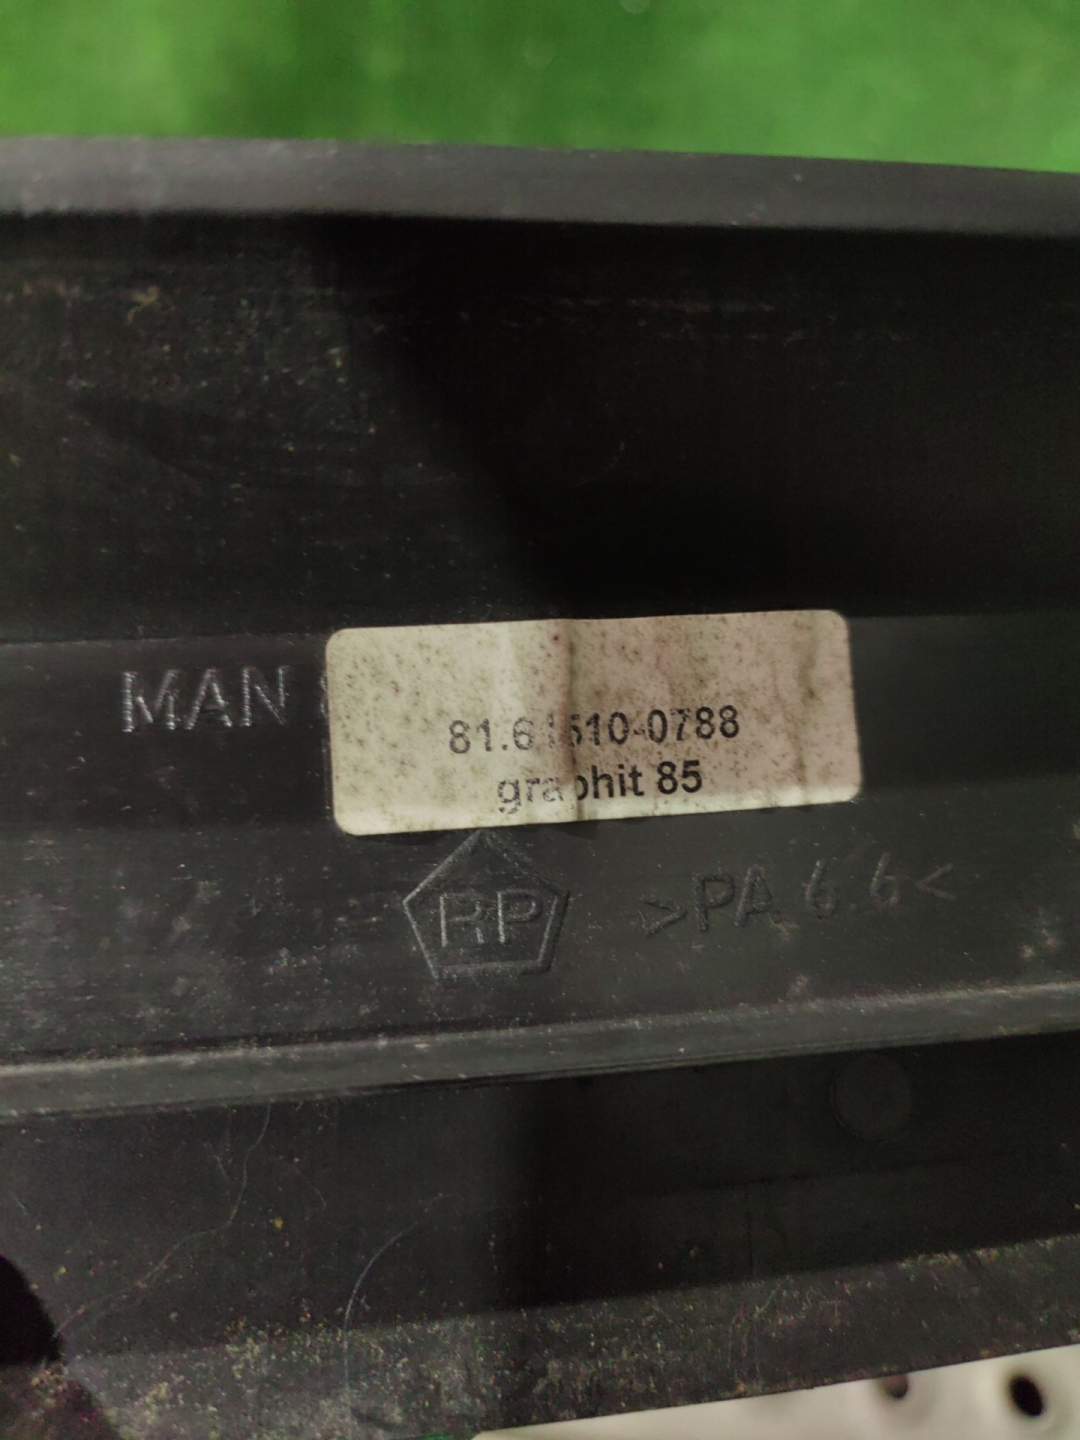 MAN
81.61510-0788
graphit 85
RP
>PA 6.6<